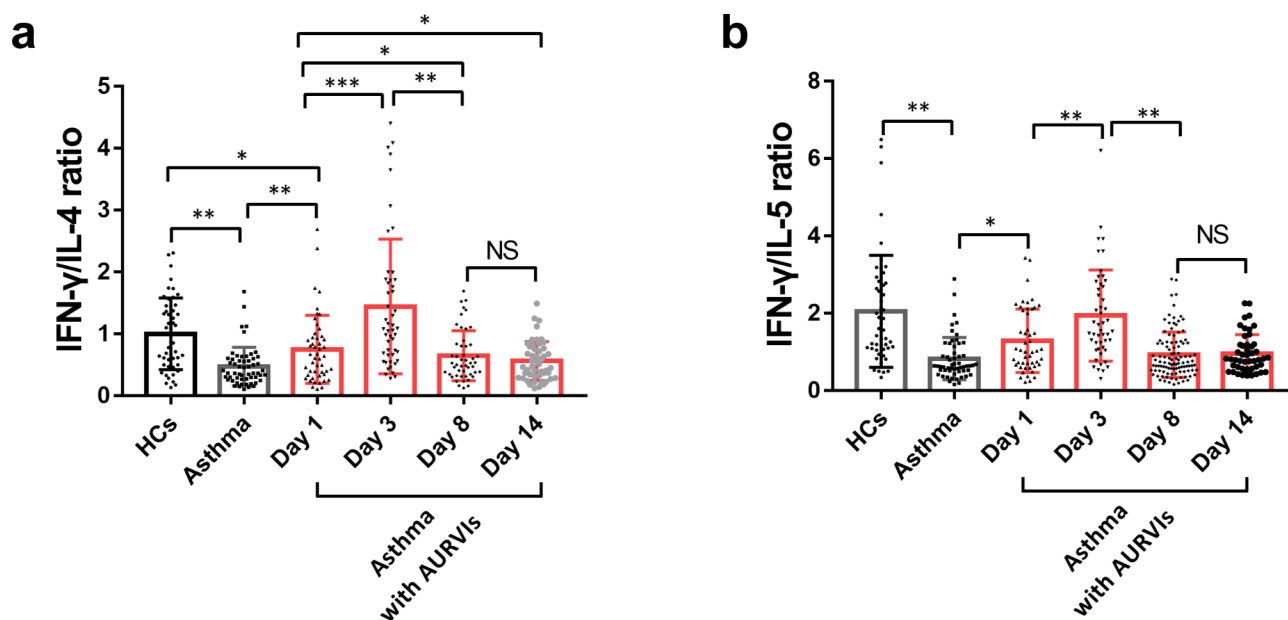 a
IFN-γ/IL-4 ratio
5
4
3
2
1
0
*
*
***
**
*
**
**
NS
HCs
Asthma
Day 1
Day 3
Day 8
Day 14
Asthma
with AURVIs
b
IFN-γ/IL-5 ratio
8
6
4
2
0
**
**
**
*
NS
HCs
Asthma
Day 1
Day 3
Day 8
Day 14
Asthma
with AURVIs